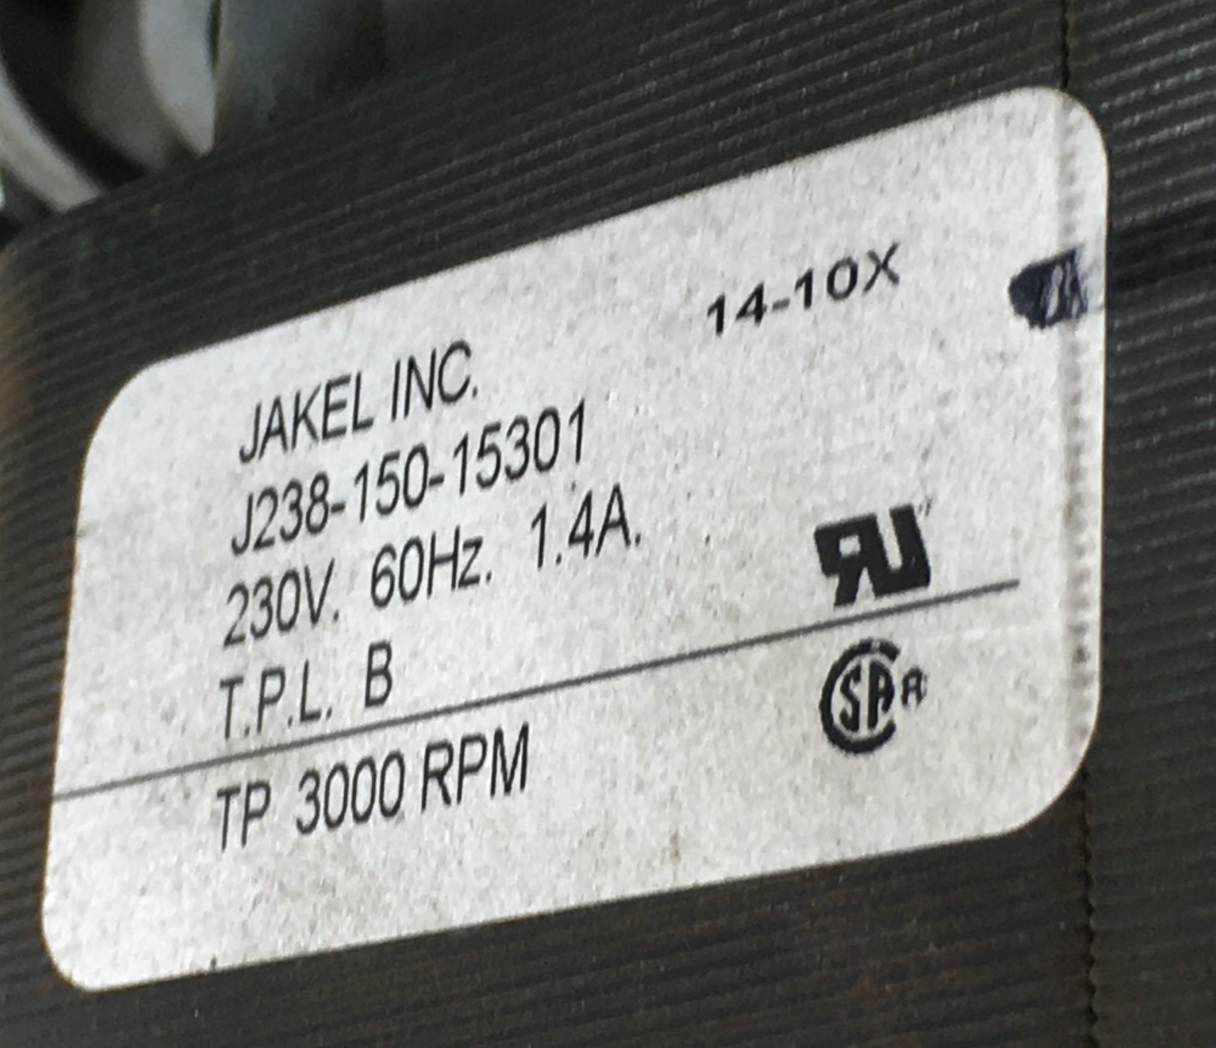 14-10X
JAKEL INC.
J238-150-15301
230V. 60Hz. 1.4A.
T.P.L. B
TP 3000 RPM